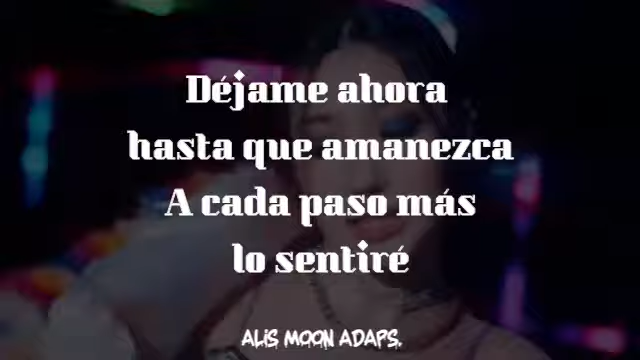 Déjame ahora
hasta que amanezca
A cada paso más
lo sentiré
ALIS MOON ADAPS.